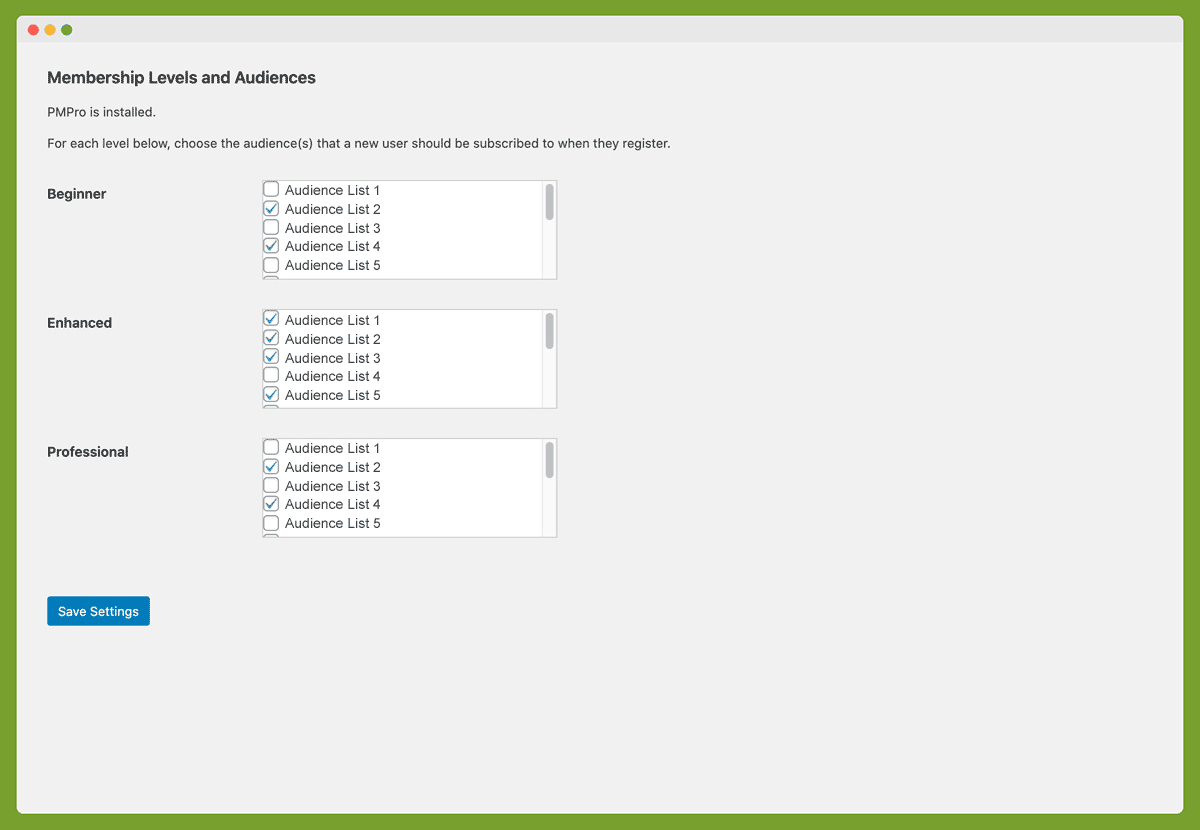 Membership Levels and Audiences
PMPro is installed.
For each level below, choose the audience(s) that a new user should be subscribed to when they register.
Beginner
Audience List 1
Audience List 2
Audience List 3
Audience List 4
Audience List 5
Enhanced
Audience List 1
Audience List 2
Audience List 3
Audience List 4
Audience List 5
Professional
Audience List 1
Audience List 2
Audience List 3
Audience List 4
Audience List 5
Save Settings